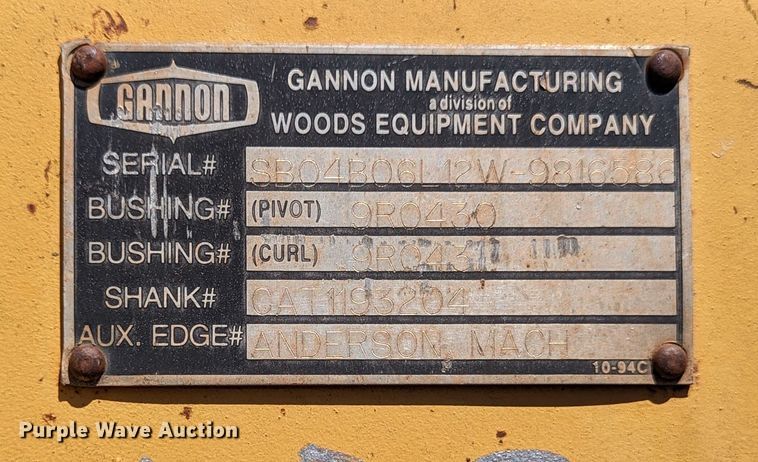 GANNON
GANNON MANUFACTURING
a division of
WOODS EQUIPMENT COMPANY
SERIAL# SB04B06L12W-9816586
BUSHING# (PIVOT) 9R0430
BUSHING# (CURL)
SHANK# CAT1193204
AUX. EDGE# ANDERSON, MACH
10-94C
Purple Wave Auction